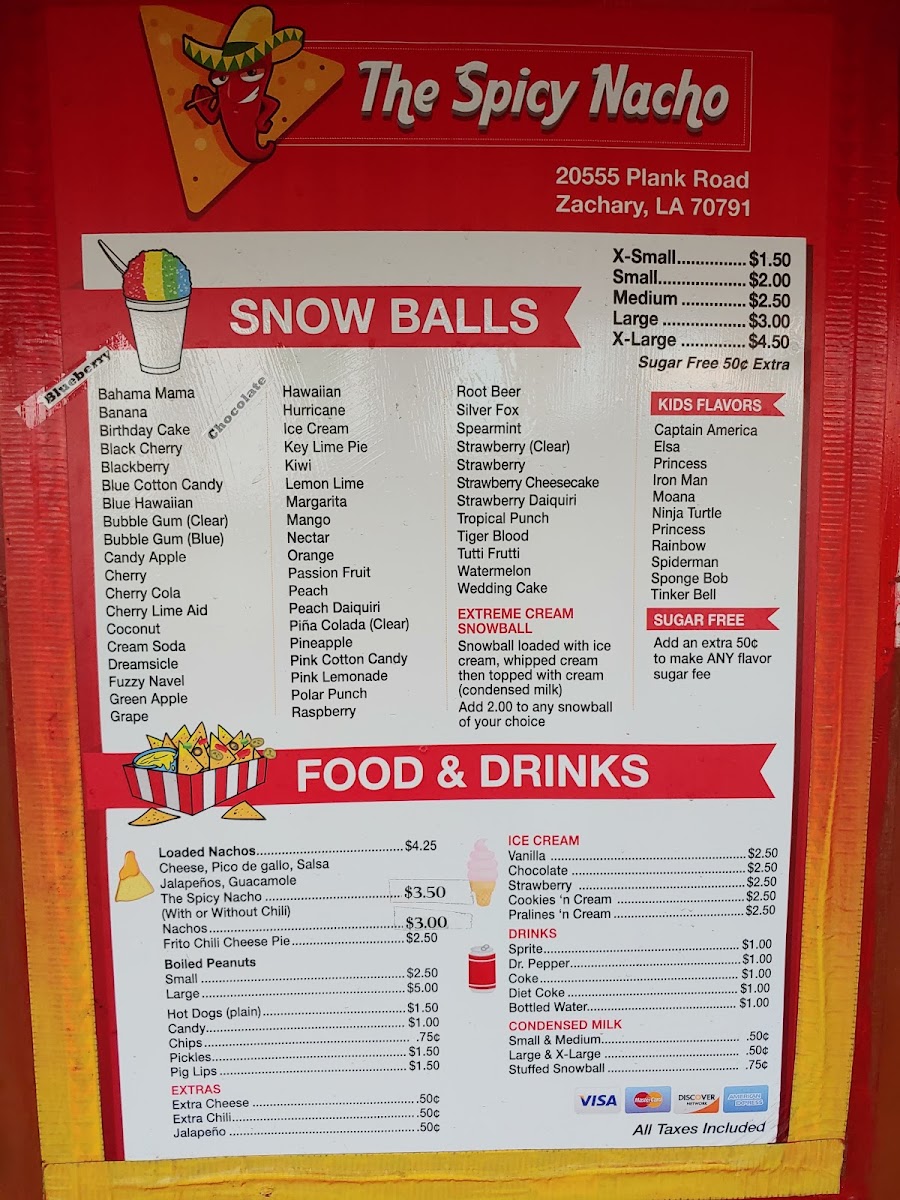 The Spicy Nacho
20555 Plank Road
Zachary, LA 70791
SNOW BALLS
X-Small............... $1.50
Small................... $2.00
Medium ............. $2.50
Large .................. $3.00
X-Large .............. $4.50
Sugar Free 50¢ Extra
Blueberry
Chocolate
Bahama Mama
Banana
Birthday Cake
Black Cherry
Blackberry
Blue Cotton Candy
Blue Hawaiian
Bubble Gum (Clear)
Bubble Gum (Blue)
Candy Apple
Cherry
Cherry Cola
Cherry Lime Aid
Coconut
Cream Soda
Dreamsicle
Fuzzy Navel
Green Apple
Grape
Hawaiian
Hurricane
Ice Cream
Key Lime Pie
Kiwi
Lemon Lime
Margarita
Mango
Nectar
Orange
Passion Fruit
Peach
Peach Daiquiri
Piña Colada (Clear)
Pineapple
Pink Cotton Candy
Pink Lemonade
Polar Punch
Raspberry
Root Beer
Silver Fox
Spearmint
Strawberry (Clear)
Strawberry
Strawberry Cheesecake
Strawberry Daiquiri
Tropical Punch
Tiger Blood
Tutti Frutti
Watermelon
Wedding Cake
EXTREME CREAM
SNOWBALL
Snowball loaded with ice
cream, whipped cream
then topped with cream
(condensed milk)
Add 2.00 to any snowball
of your choice
KIDS FLAVORS
Captain America
Elsa
Princess
Iron Man
Moana
Ninja Turtle
Princess
Rainbow
Spiderman
Sponge Bob
Tinker Bell
SUGAR FREE
Add an extra 50¢
to make ANY flavor
sugar fee
FOOD & DRINKS
Loaded Nachos............................................. $4.25
Cheese, Pico de gallo, Salsa
Jalapeños, Guacamole
The Spicy Nacho ......................................... $3.50
(With or Without Chili)
Nachos......................................................... $3.00
Frito Chili Cheese Pie.................................. $2.50
Boiled Peanuts
Small ........................................................... $2.50
Large ........................................................... $5.00
Hot Dogs (plain)........................................... $1.50
Candy........................................................... $1.00
Chips............................................................ .75¢
Pickles.......................................................... $1.50
Pig Lips ........................................................ $1.50
EXTRAS
Extra Cheese ............................................... .50¢
Extra Chili..................................................... .50¢
Jalapeño ...................................................... .50¢
ICE CREAM
Vanilla .......................................................... $2.50
Chocolate ..................................................... $2.50
Strawberry .................................................... $2.50
Cookies 'n Cream ......................................... $2.50
Pralines 'n Cream ......................................... $2.50
DRINKS
Sprite............................................................ $1.00
Dr. Pepper..................................................... $1.00
Coke.............................................................. $1.00
Diet Coke ...................................................... $1.00
Bottled Water................................................. $1.00
CONDENSED MILK
Small & Medium............................................ .50¢
Large & X-Large ........................................... .50¢
Stuffed Snowball ........................................... .75¢
VISA MasterCard DISCOVER NETWORK AMERICAN EXPRESS
All Taxes Included